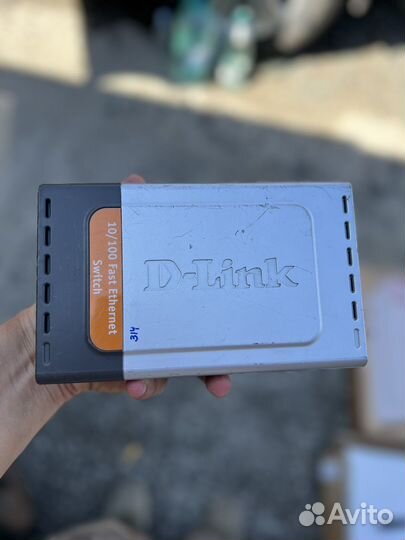 D-Link
10/100 Fast Ethernet
Switch
314
Avito